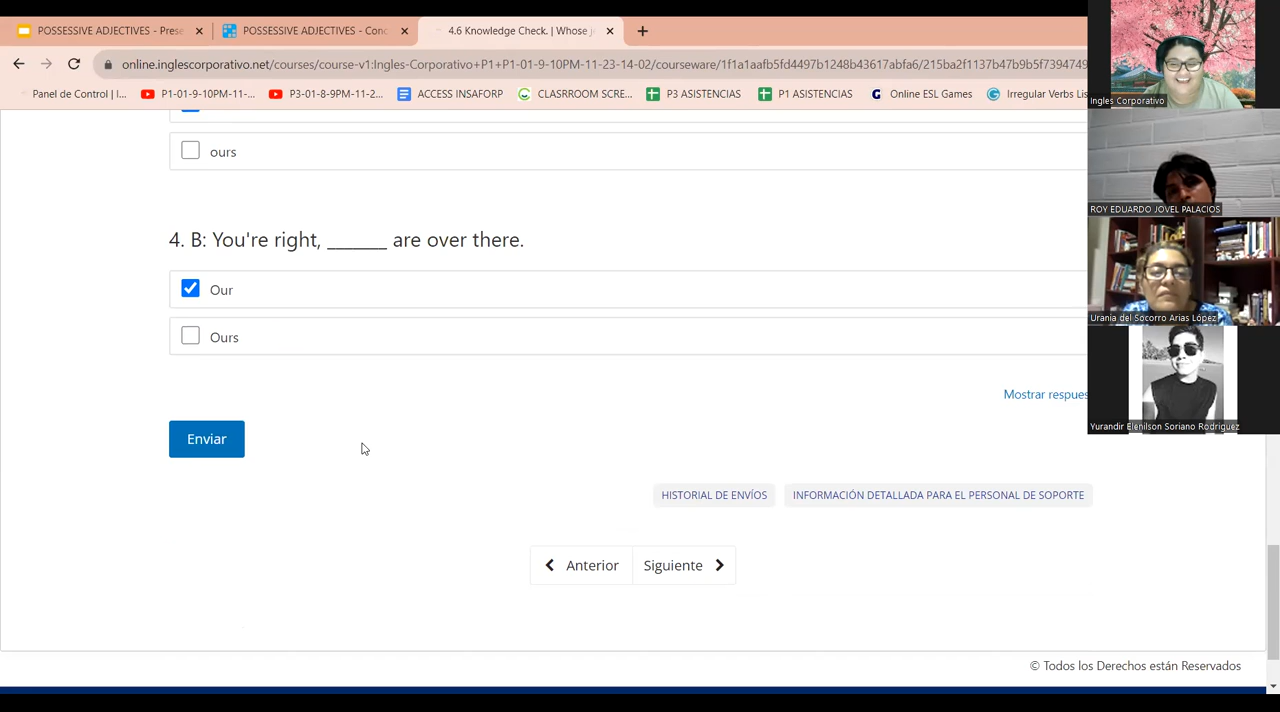 POSSESSIVE ADJECTIVES - Prese
POSSESSIVE ADJECTIVES - Conc
4.6 Knowledge Check. | Whose je
online.inglescorporativo.net/courses/course-v1:Ingles-Corporativo+P1+P1-01-9-10PM-11-23-14-02/courseware/1f1a1aafb5fd4497b1248b43617abfa6/215ba2f1137b47b9b5f7394749
Panel de Control | I...
P1-01-9-10PM-11-...
P3-01-8-9PM-11-2...
ACCESS INSAFORP
CLASRROOM SCRE...
P3 ASISTENCIAS
P1 ASISTENCIAS
Online ESL Games
Irregular Verbs Lis
Ingles Corporativo
ours
ROY EDUARDO JOVEL PALACIOS
4. B: You're right, _______ are over there.
Our
Urania del Socorro Arias López
Ours
Mostrar respues
Yurandir Elenilson Soriano Rodriguez
Enviar
HISTORIAL DE ENVÍOS
INFORMACIÓN DETALLADA PARA EL PERSONAL DE SOPORTE
Anterior
Siguiente
© Todos los Derechos están Reservados